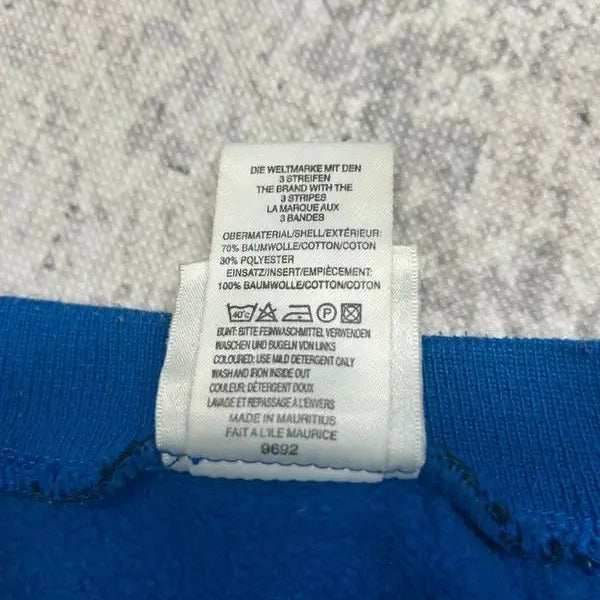 DIE WELTMARKE MIT DEN
3 STREIFEN
THE BRAND WITH THE
3 STRIPES
LA MARQUE AUX
3 BANDES
OBERMATERIAL/SHELL/EXTÉRIEUR:
70% BAUMWOLLE/COTTON/COTON
30% POLYESTER
EINSATZ/INSERT/EMPIÈCEMENT:
100% BAUMWOLLE/COTTON/COTON
40°C P
BUNT: BITTE FEINWASCHMITTEL VERWENDEN
WASCHEN UND BÜGELN VON LINKS
COLOURED: USE MILD DETERGENT ONLY
WASH AND IRON INSIDE OUT
COULEUR: DÉTERGENT DOUX
LAVAGE ET REPASSAGE À L'ENVERS
MADE IN MAURITIUS
FAIT A L'ILE MAURICE
9692